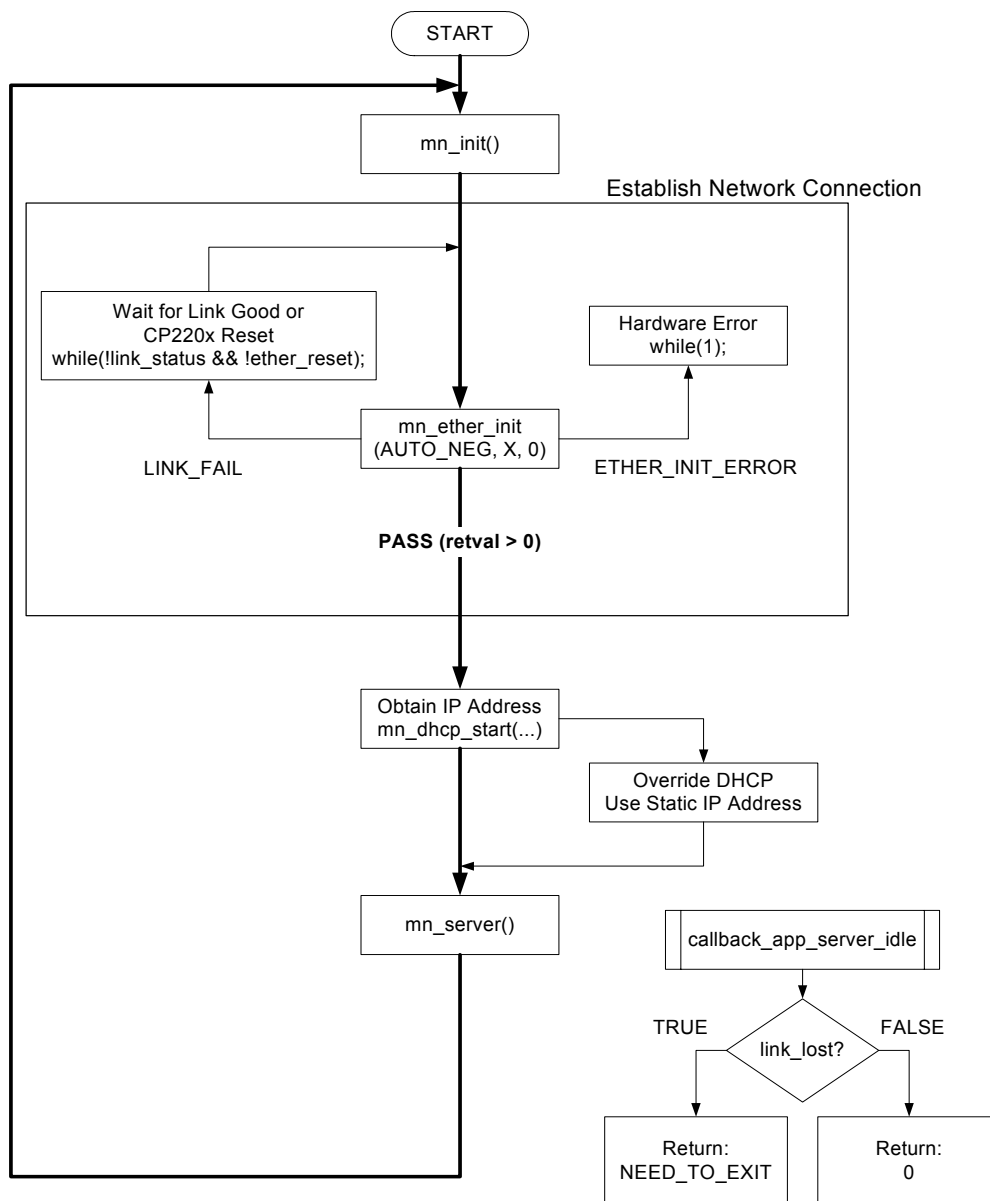 START
mn_init()
Establish Network Connection
Wait for Link Good or
CP220x Reset
while(!link_status && !ether_reset);
Hardware Error
while(1);
mn_ether_init
(AUTO_NEG, X, 0)
LINK_FAIL
ETHER_INIT_ERROR
PASS (retval > 0)
Obtain IP Address
mn_dhcp_start(...)
Override DHCP
Use Static IP Address
mn_server()
callback_app_server_idle
TRUE
FALSE
link_lost?
Return:
NEED_TO_EXIT
Return:
0